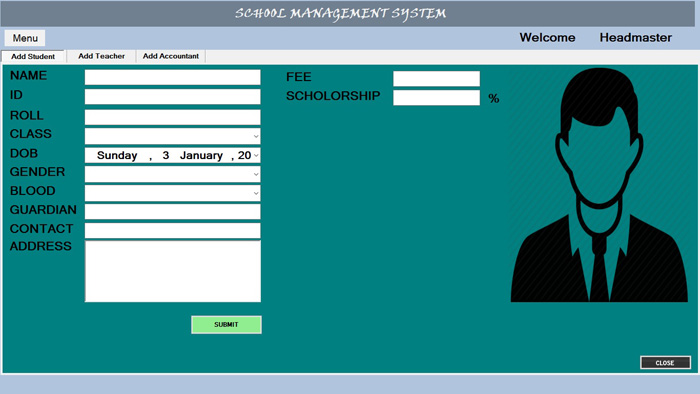 SCHOOL MANAGEMENT SYSTEM
Menu
Welcome Headmaster
Add Student Add Teacher Add Accountant
NAME
ID
ROLL
CLASS
DOB Sunday , 3 January , 20
GENDER
BLOOD
GUARDIAN
CONTACT
ADDRESS
SUBMIT
FEE
SCHOLORSHIP %
CLOSE